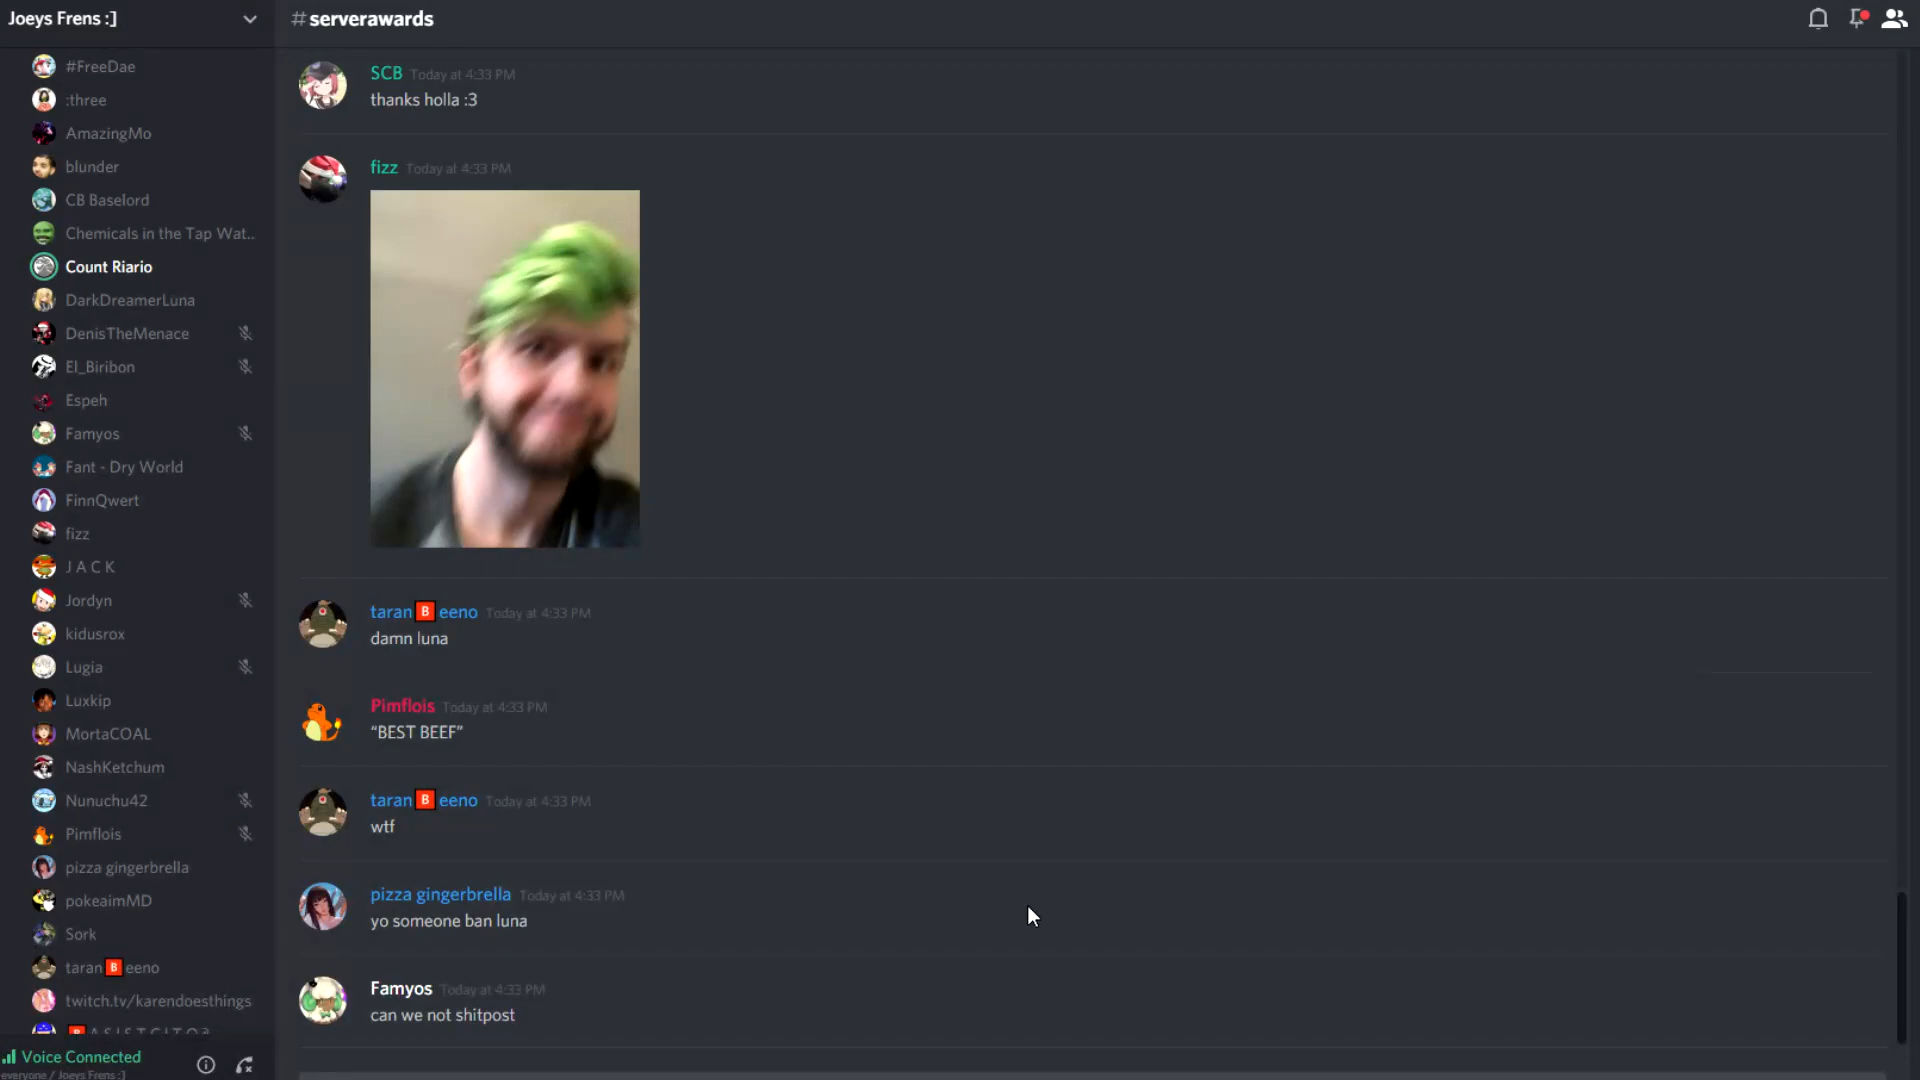 Joeys Frens :]
#FreeDae
:three
AmazingMo
blunder
CB Baselord
Chemicals in the Tap Wat..
Count Riario
DarkDreamerLuna
DenisTheMenace
El_Biribon
Espeh
Famyos
Fant - Dry World
FinnQwert
fizz
J A C K
Jordyn
kidusrox
Lugia
Luxkip
MortaCOAL
NashKetchum
Nunuchu42
Pimflois
pizza gingerbrella
pokeaimMD
Sork
taran B eeno
twitch.tv/karendoesthings
Voice Connected
everyone / Joeys Frens :]
# serverawards
SCB Today at 4:33 PM
thanks holla :3
fizz Today at 4:33 PM
taran B eeno Today at 4:33 PM
damn luna
Pimflois Today at 4:33 PM
“BEST BEEF”
taran B eeno Today at 4:33 PM
wtf
pizza gingerbrella Today at 4:33 PM
yo someone ban luna
Famyos Today at 4:33 PM
can we not shitpost